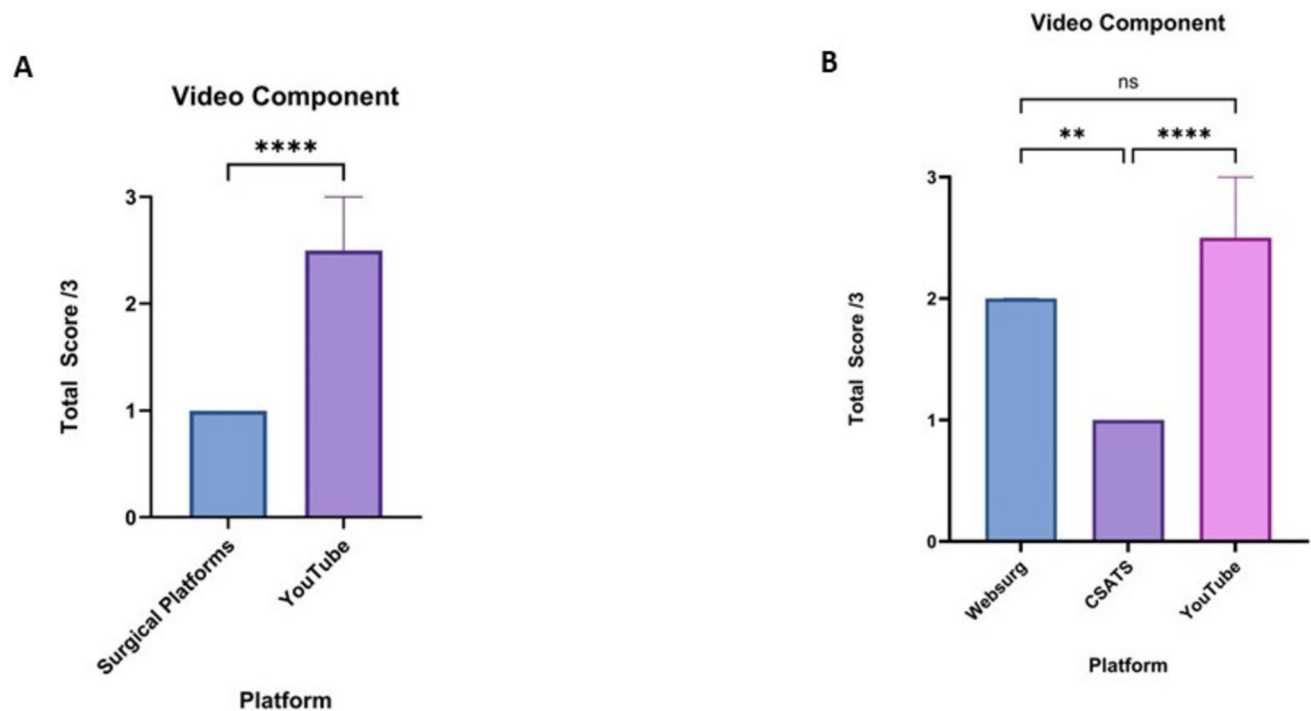 A
Video Component
****
3
2
1
0
Total Score /3
Surgical Platforms
YouTube
Platform
B
Video Component
ns
**
****
3
2
1
0
Total Score /3
Websurg
CSATS
YouTube
Platform